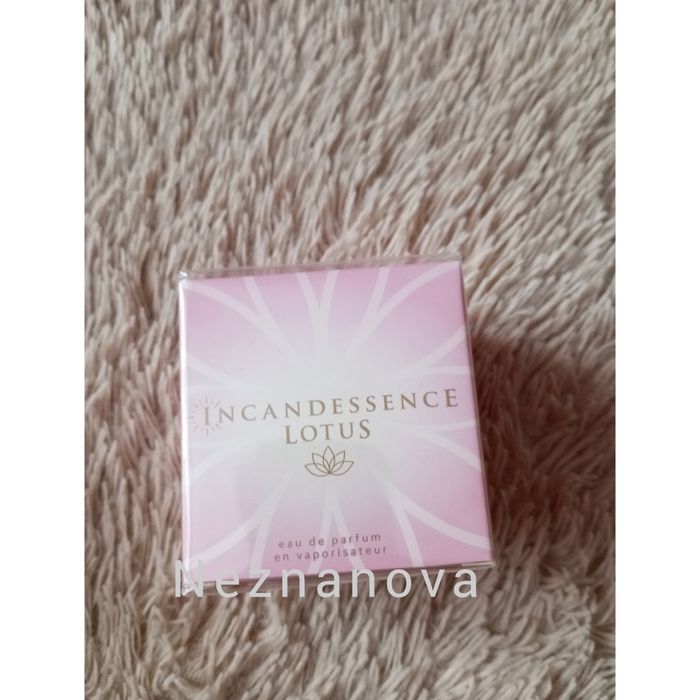 INCANDESSENCE
LOTUS
eau de parfum
en vaporisateur
Neznanova